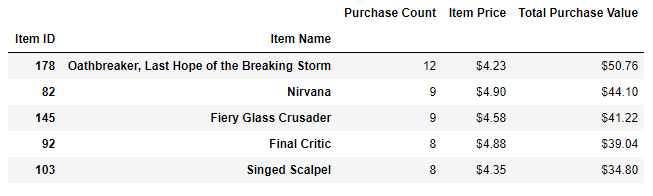 Purchase Count Item Price Total Purchase Value
Item ID Item Name
178 Oathbreaker, Last Hope of the Breaking Storm 12 $4.23 $50.76
82 Nirvana 9 $4.90 $44.10
145 Fiery Glass Crusader 9 $4.58 $41.22
92 Final Critic 8 $4.88 $39.04
103 Singed Scalpel 8 $4.35 $34.80